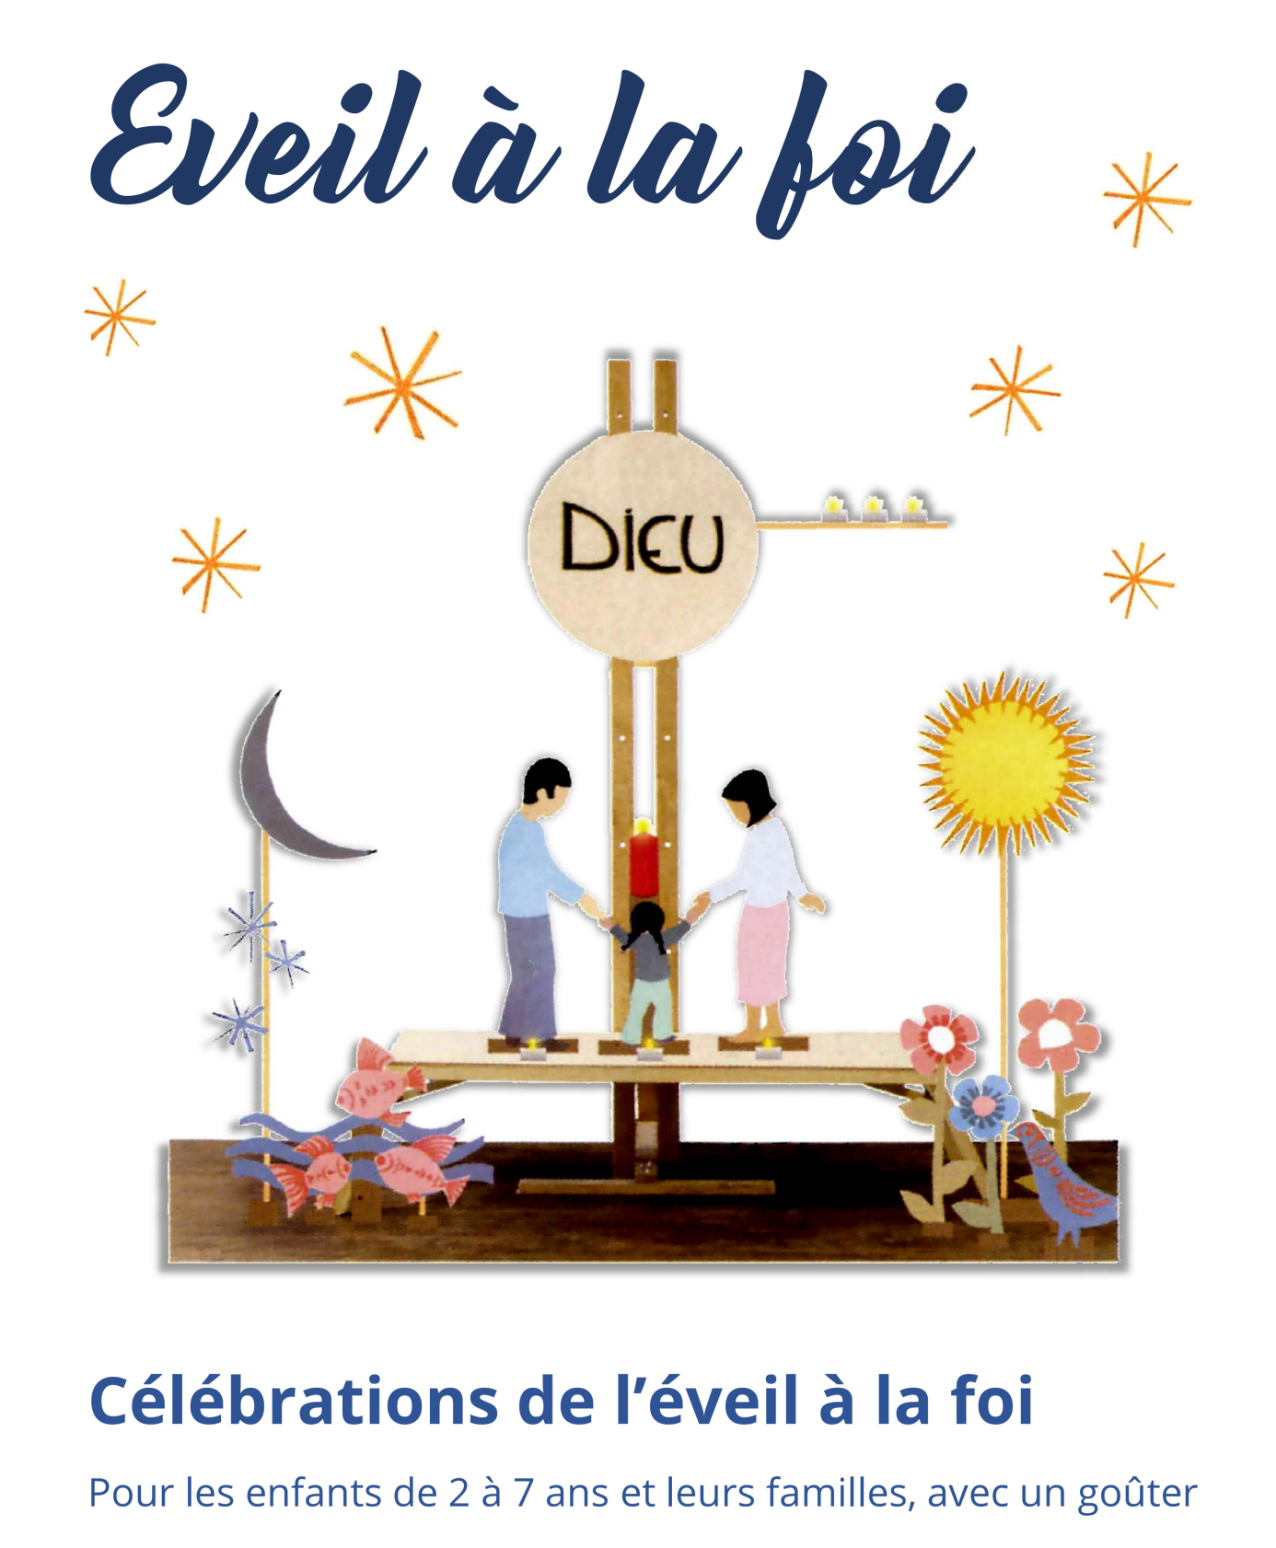 Eveil à la foi
DIEU
Célébrations de l’éveil à la foi
Pour les enfants de 2 à 7 ans et leurs familles, avec un goûter